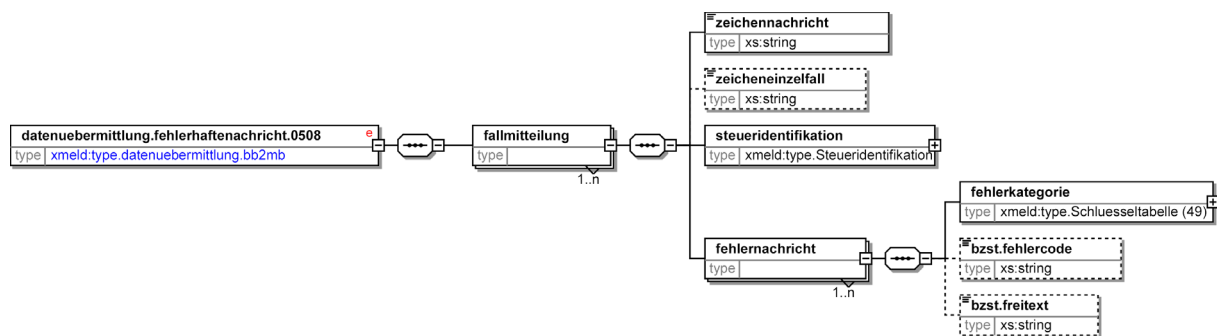 zeichennachricht
type xs:string
zeicheneinzelfall
type xs:string
datenuebermittlung.fehlerhaftenachricht.0508 e
type xmeld:type.datenuebermittlung.bb2mb
fallmitteilung
type
1..n
steueridentifikation
type xmeld:type.Steueridentifikation
fehlernachricht
type
1..n
fehlerkategorie
type xmeld:type.Schluesseltabelle (49)
bzst.fehlercode
type xs:string
bzst.freitext
type xs:string